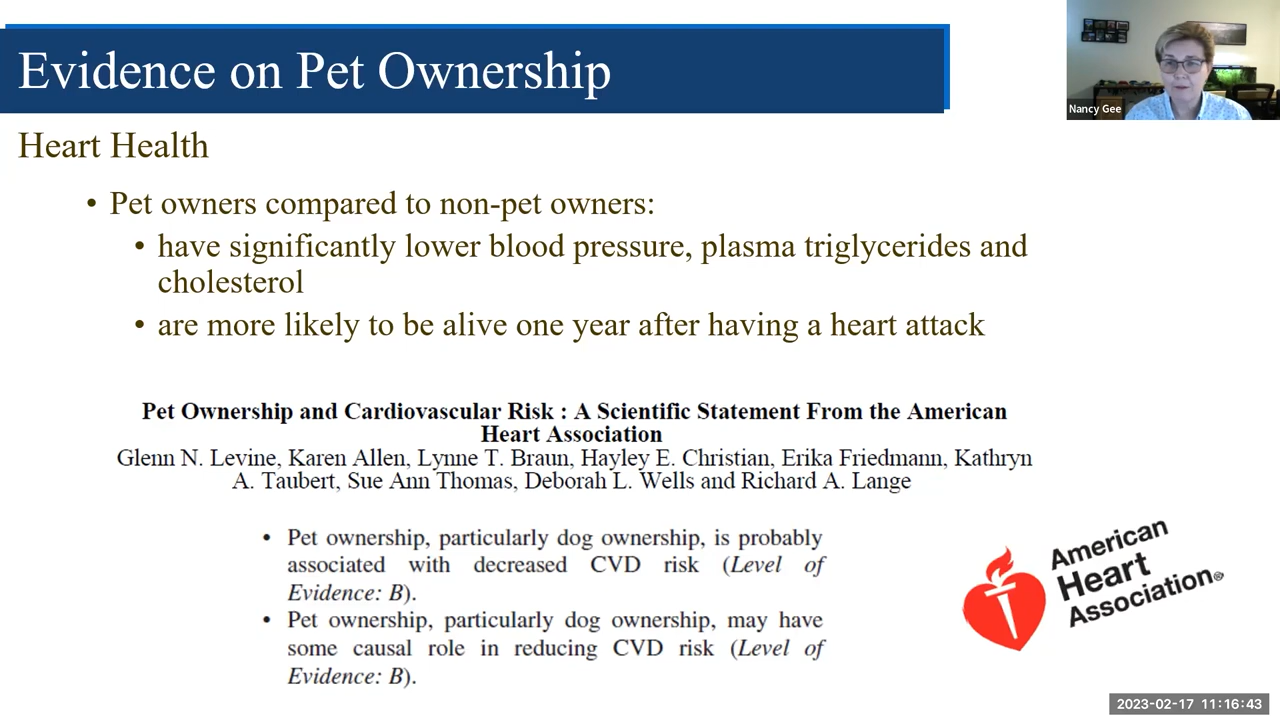 Evidence on Pet Ownership
Nancy Gee
Heart Health
• Pet owners compared to non-pet owners:
• have significantly lower blood pressure, plasma triglycerides and
cholesterol
• are more likely to be alive one year after having a heart attack
Pet Ownership and Cardiovascular Risk : A Scientific Statement From the American
Heart Association
Glenn N. Levine, Karen Allen, Lynne T. Braun, Hayley E. Christian, Erika Friedmann, Kathryn
A. Taubert, Sue Ann Thomas, Deborah L. Wells and Richard A. Lange
• Pet ownership, particularly dog ownership, is probably
associated with decreased CVD risk (Level of
Evidence: B).
• Pet ownership, particularly dog ownership, may have
some causal role in reducing CVD risk (Level of
Evidence: B).
American
Heart
Association®
2023-02-17 11:16:43